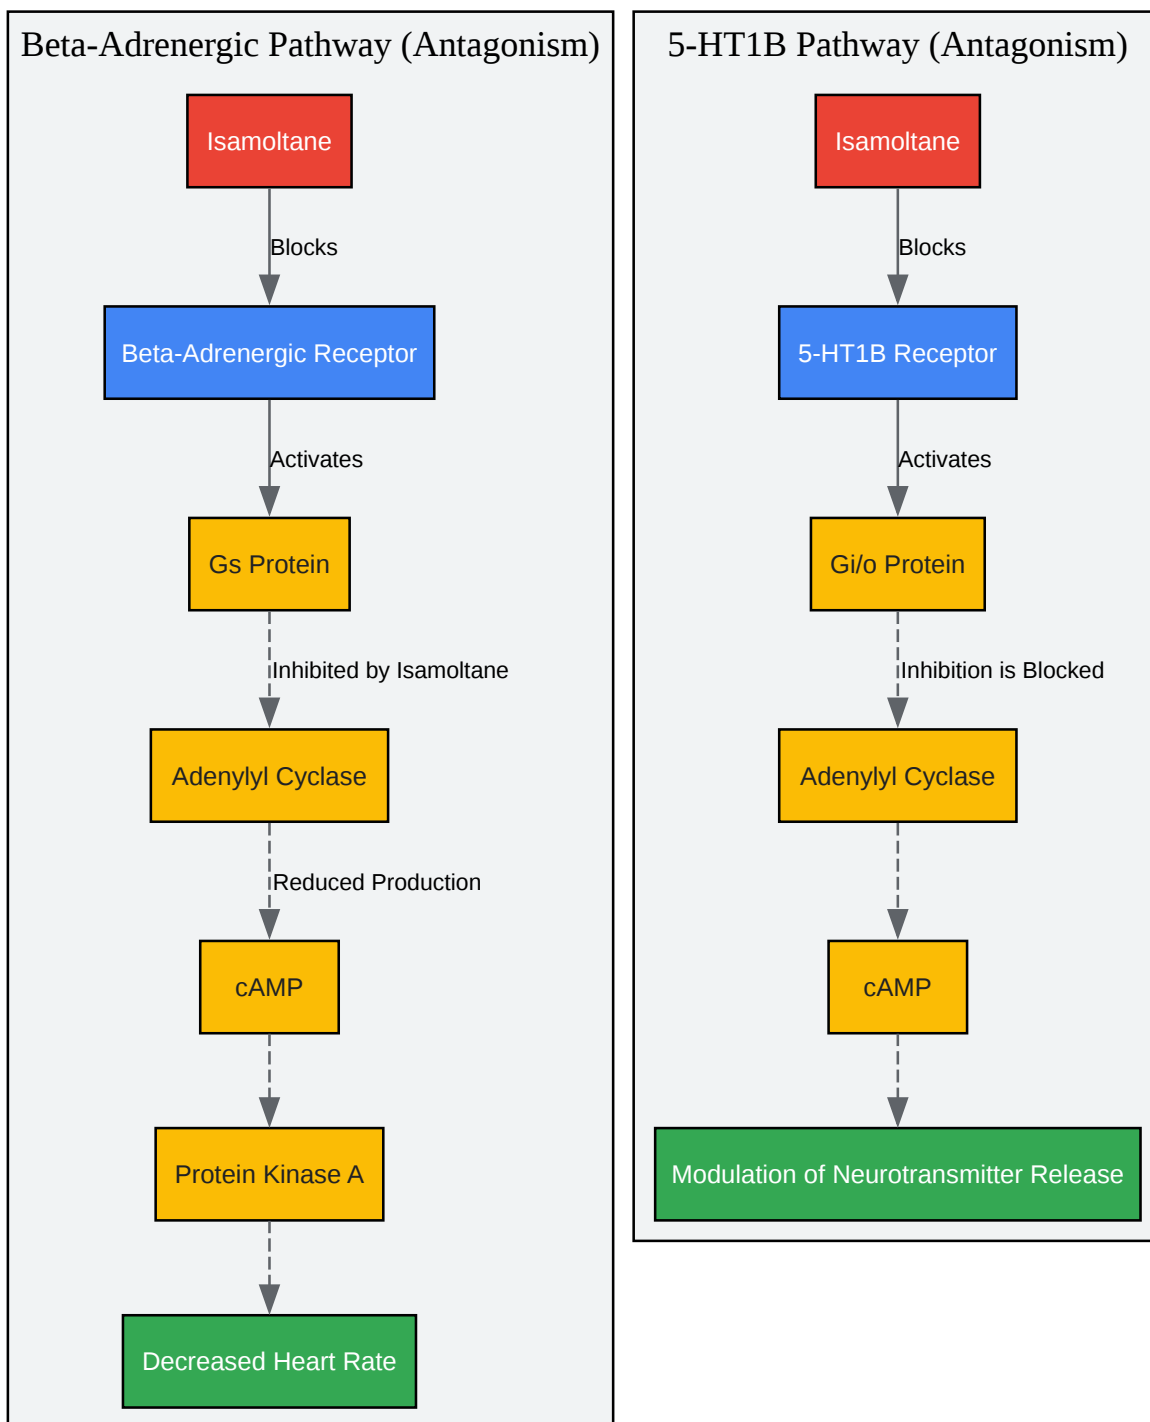 Beta-Adrenergic Pathway (Antagonism)
Isamoltane
Blocks
Beta-Adrenergic Receptor
Activates
Gs Protein
Inhibited by Isamoltane
Adenylyl Cyclase
Reduced Production
cAMP
Protein Kinase A
Decreased Heart Rate
5-HT1B Pathway (Antagonism)
Isamoltane
Blocks
5-HT1B Receptor
Activates
Gi/o Protein
Inhibition is Blocked
Adenylyl Cyclase
cAMP
Modulation of Neurotransmitter Release